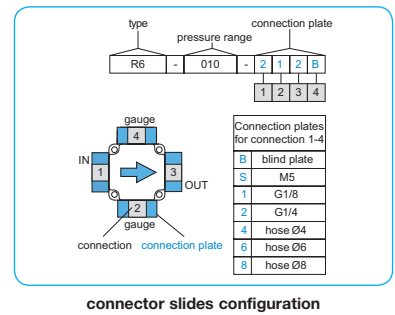 type
pressure range
connection plate
R6 - 010 - 2 1 2 B
1 2 3 4
gauge
4
IN
1
3
OUT
2
gauge
connection connection plate
Connection plates
for connection 1-4
B blind plate
S M5
1 G1/8
2 G1/4
4 hose Ø4
6 hose Ø6
8 hose Ø8
connector slides configuration